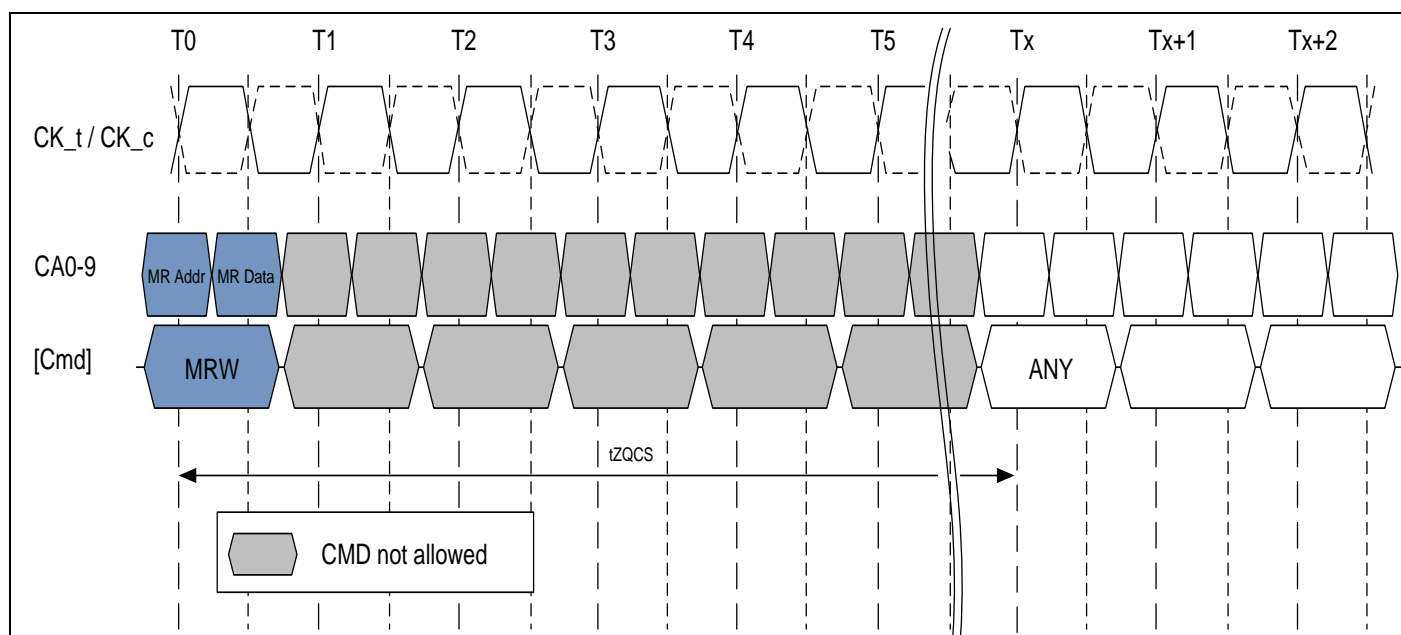 T0 T1 T2 T3 T4 T5 Tx Tx+1 Tx+2
CK_t / CK_c
CA0-9 MR Addr MR Data
[Cmd] MRW ANY
tZQCS
CMD not allowed